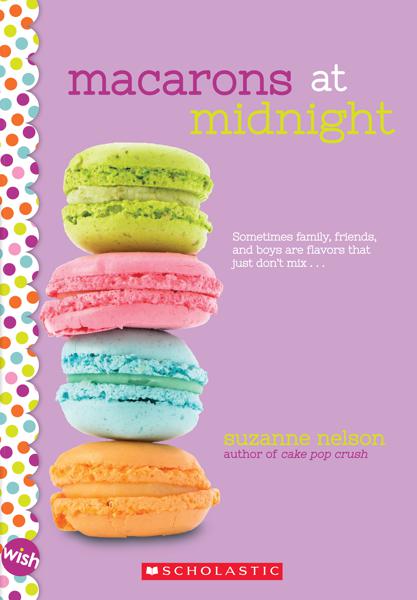 macarons at
midnight
Sometimes family, friends,
and boys are flavors that
just don't mix . . .
suzanne nelson
author of cake pop crush
wish
SCHOLASTIC